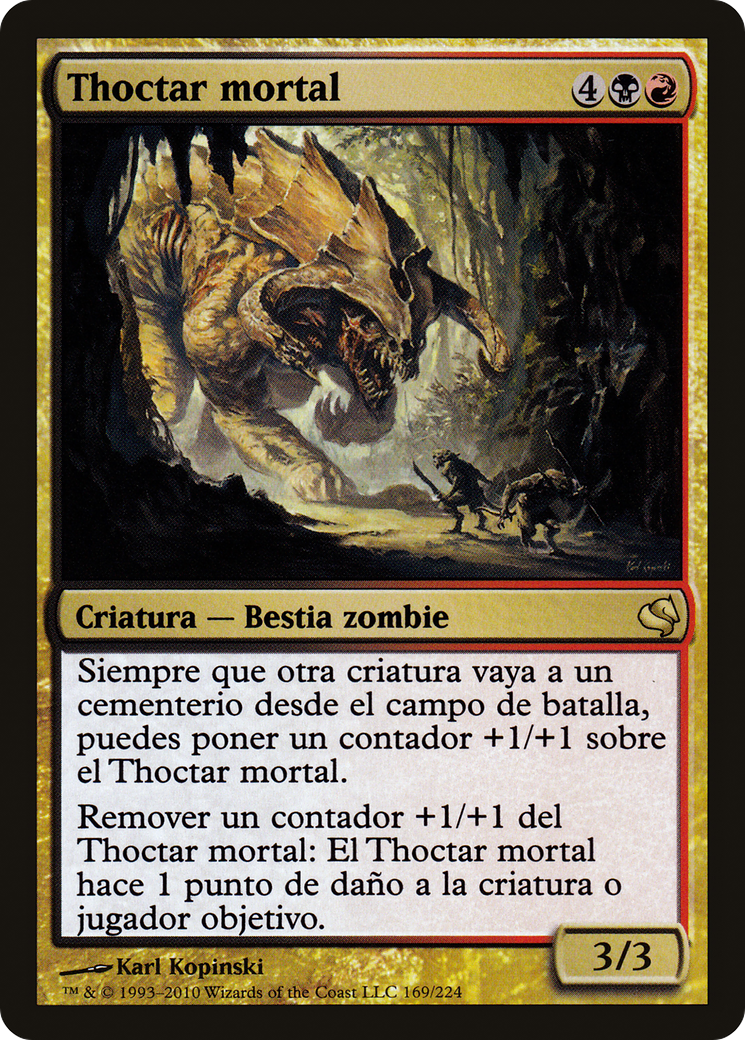 Thoctar mortal
4
Karl Kopinski
Criatura — Bestia zombie
Siempre que otra criatura vaya a un
cementerio desde el campo de batalla,
puedes poner un contador +1/+1 sobre
el Thoctar mortal.
Remover un contador +1/+1 del
Thoctar mortal: El Thoctar mortal
hace 1 punto de daño a la criatura o
jugador objetivo.
3/3
Karl Kopinski
™ & © 1993–2010 Wizards of the Coast LLC 169/224